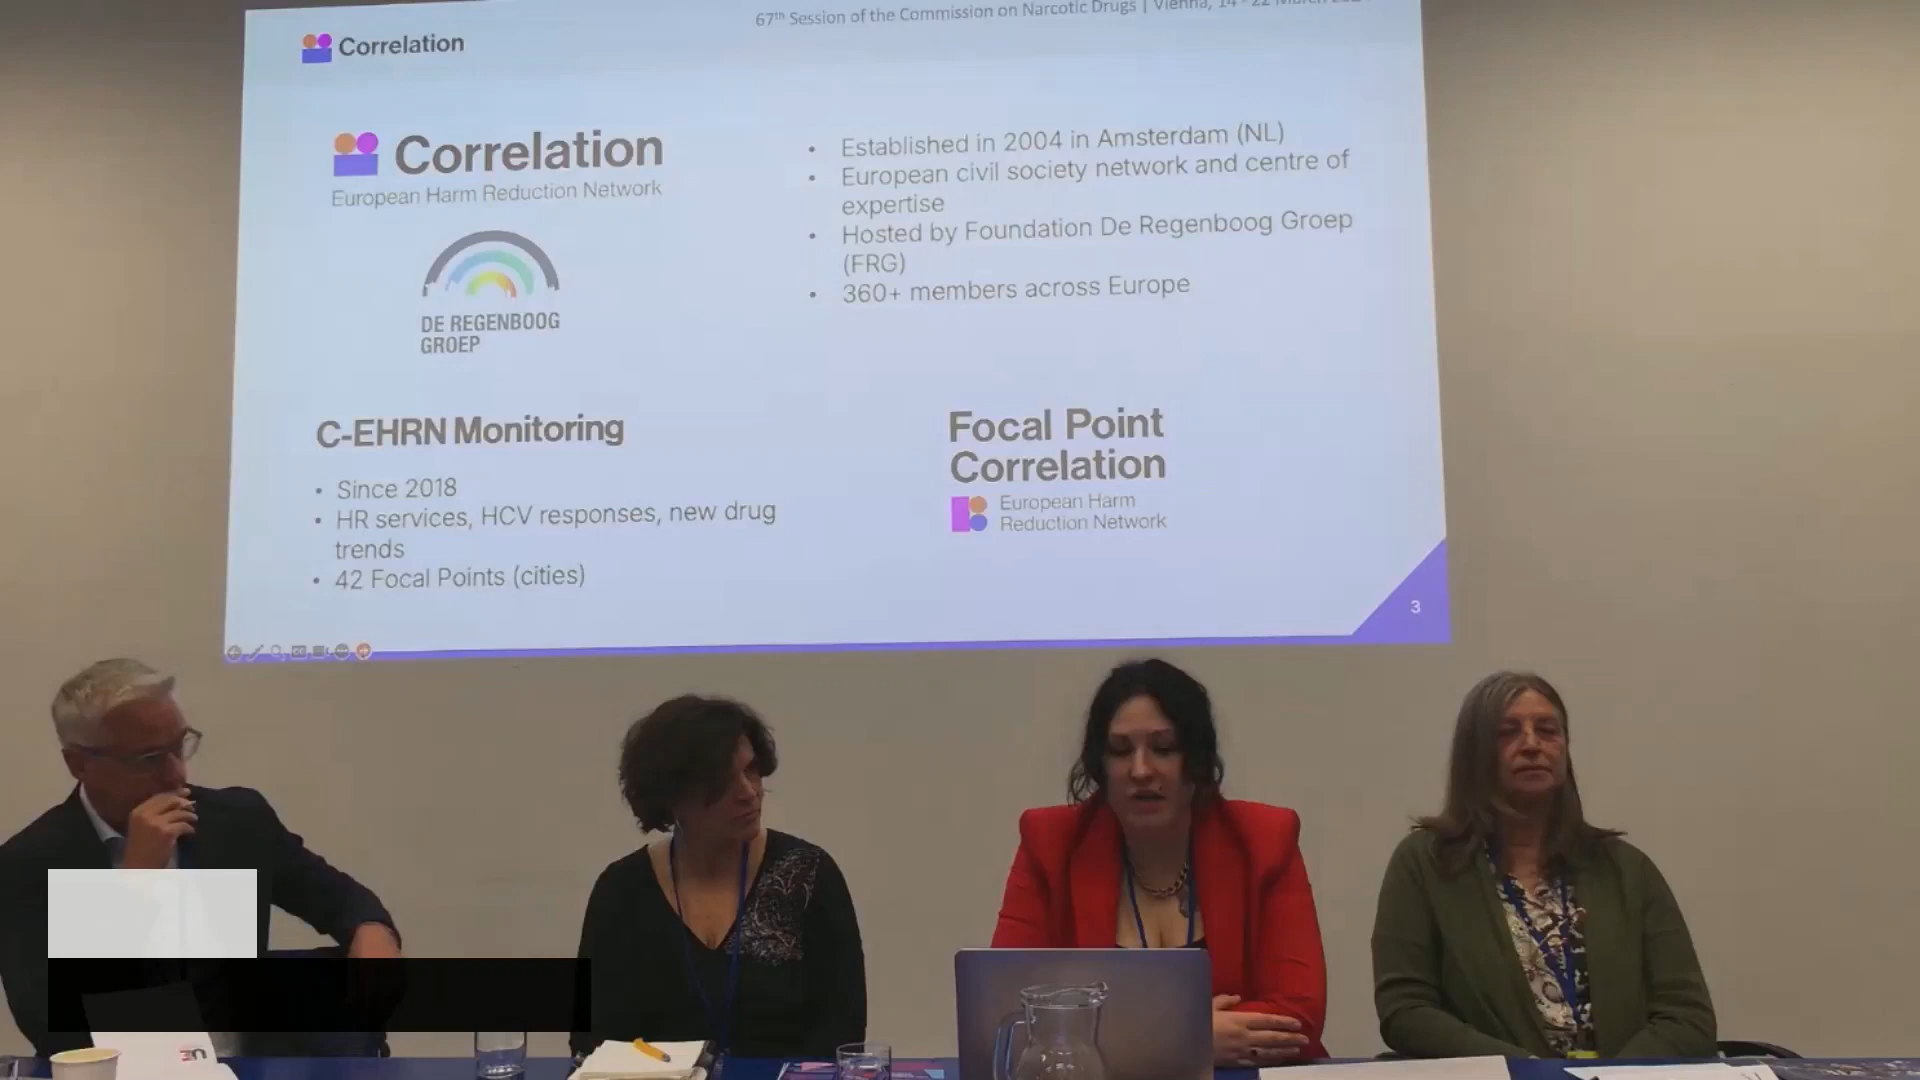 67th Session of the Commission on Narcotic Drugs | Vienna, 14 - 22 March
Correlation
Correlation
European Harm Reduction Network
DE REGENBOOG
GROEP
• Established in 2004 in Amsterdam (NL)
• European civil society network and centre of
expertise
• Hosted by Foundation De Regenboog Groep
(FRG)
• 360+ members across Europe
C-EHRN Monitoring
• Since 2018
• HR services, HCV responses, new drug
trends
• 42 Focal Points (cities)
Focal Point
Correlation
European Harm
Reduction Network
3